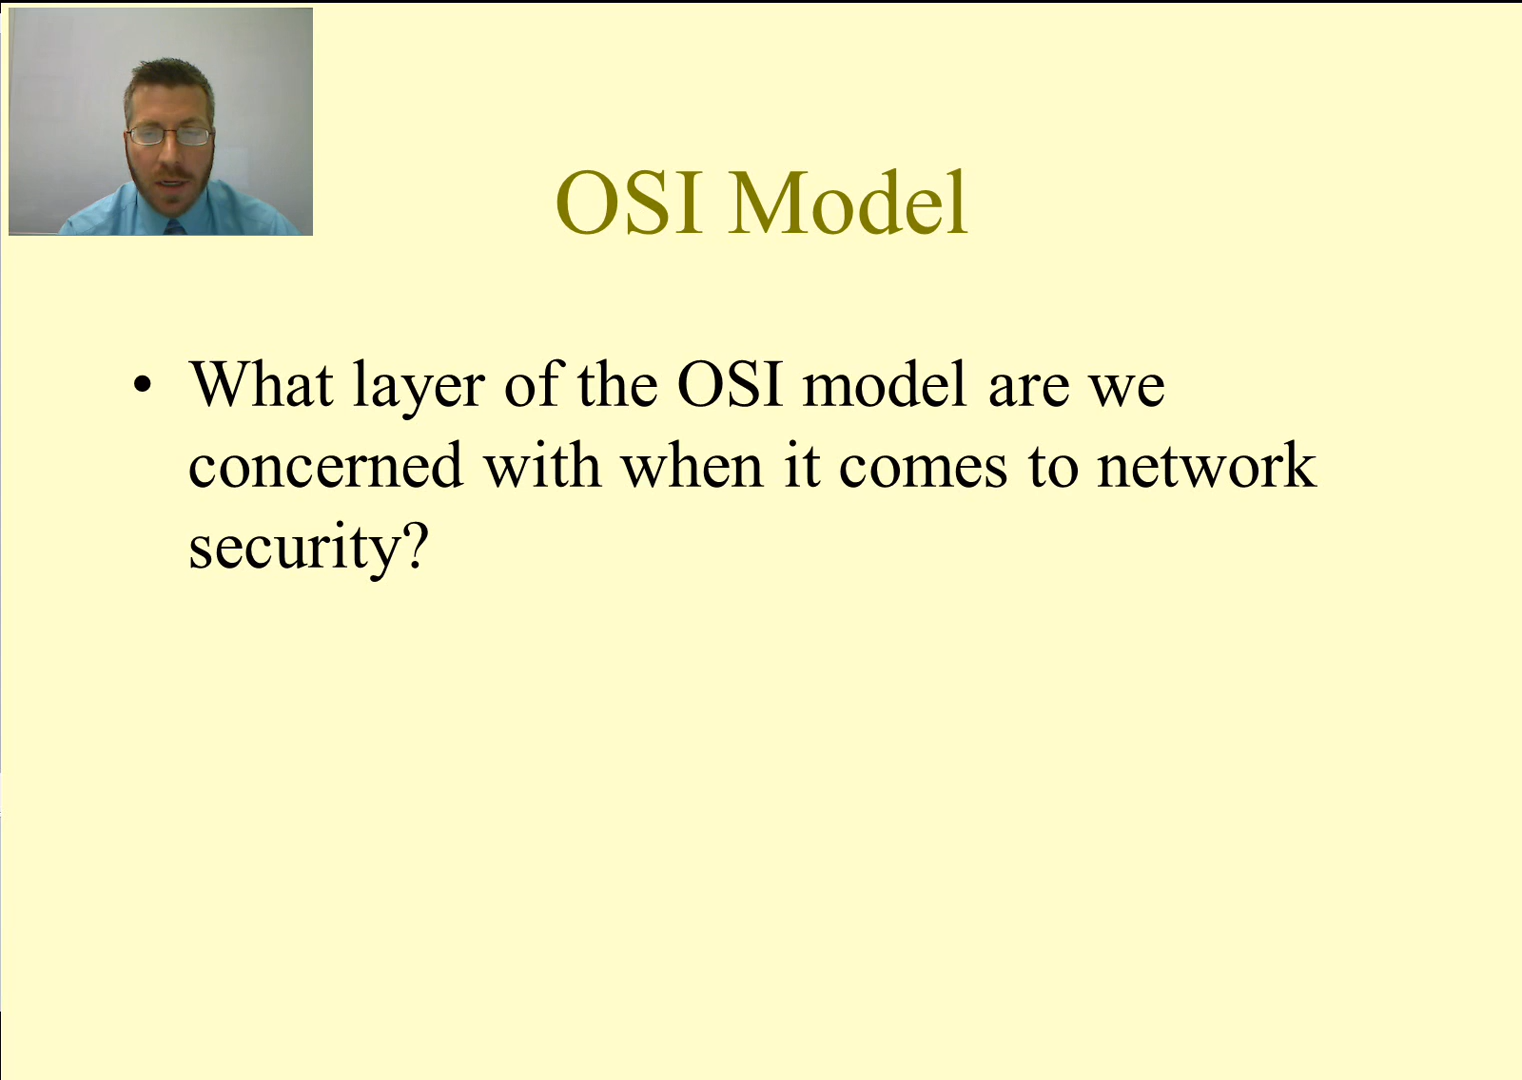 OSI Model
• What layer of the OSI model are we
concerned with when it comes to network
security?